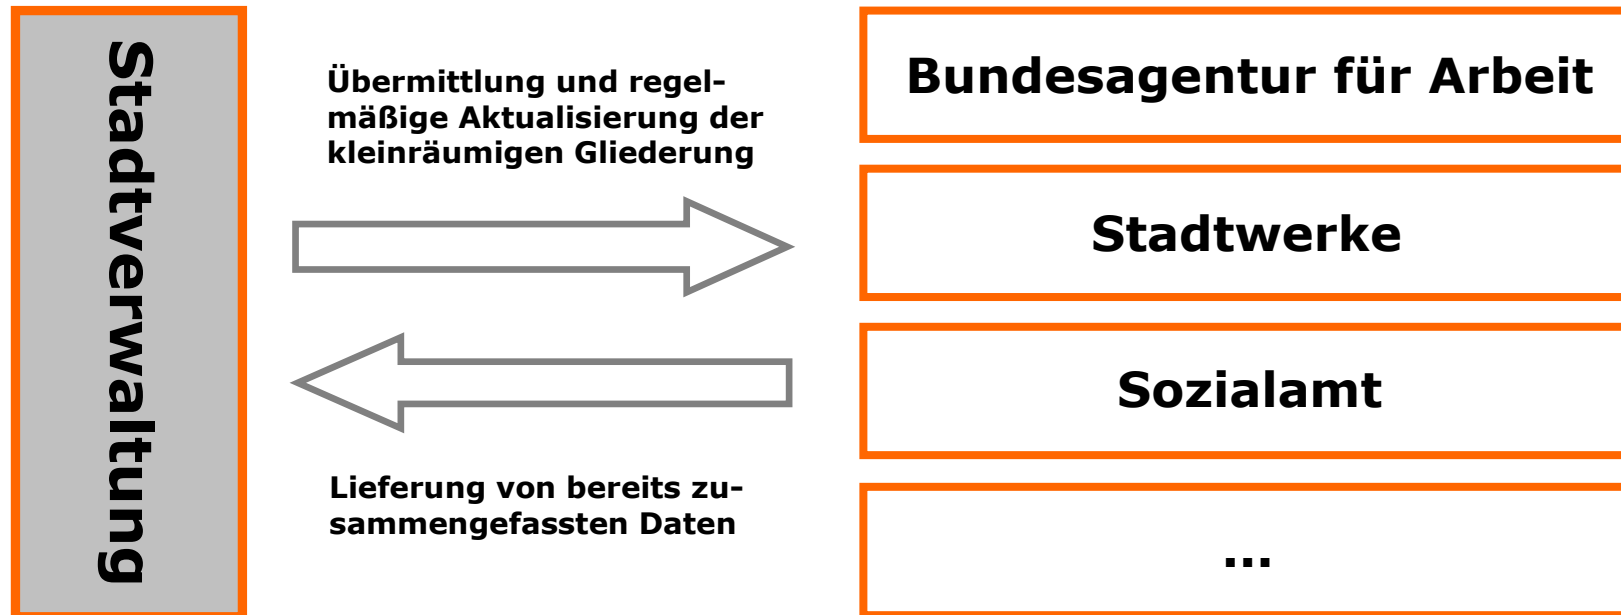 Stadtverwaltung
Übermittlung und regel-
mäßige Aktualisierung der
kleinräumigen Gliederung
Lieferung von bereits zu-
sammengefassten Daten
Bundesagentur für Arbeit
Stadtwerke
Sozialamt
...